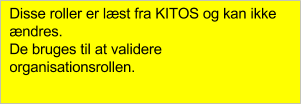 Disse roller er læst fra KITOS og kan ikke
ændres.
De bruges til at validere
organisationsrollen.